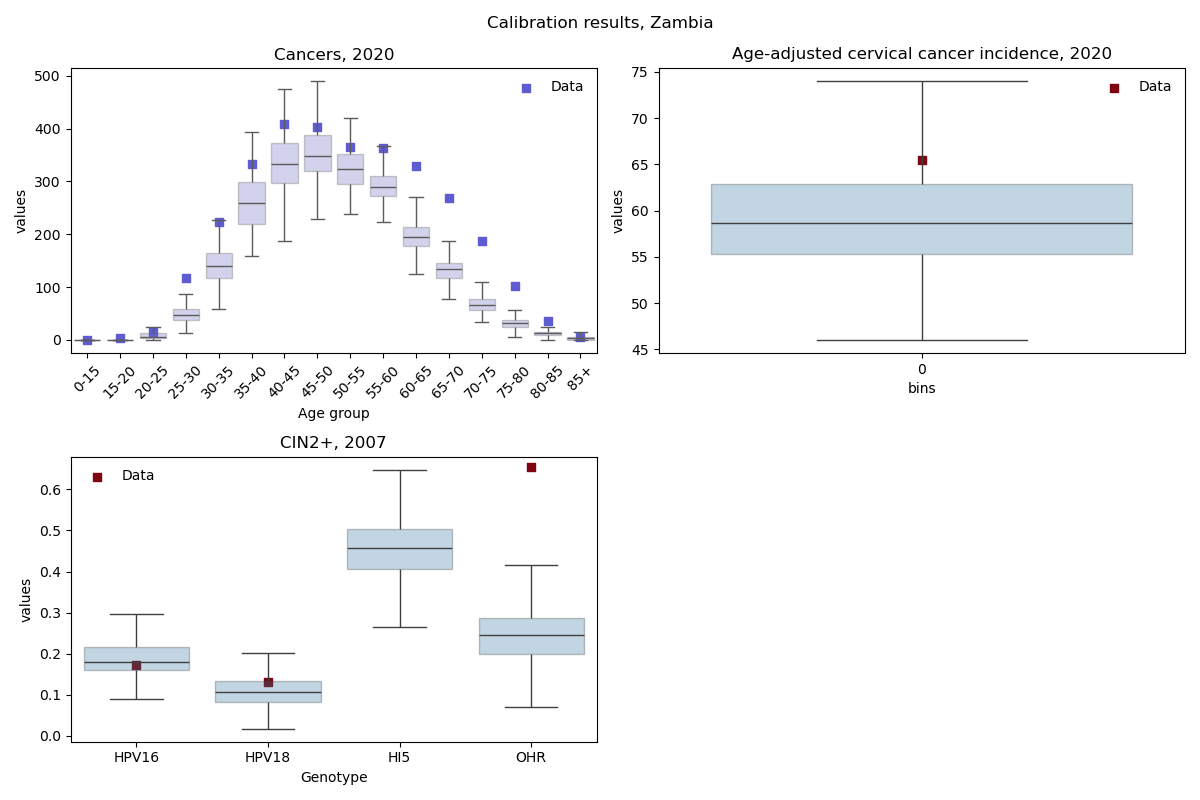 Calibration results, Zambia
Cancers, 2020
500
400
300
200
100
0
values
Data
0-15
15-20
20-25
25-30
30-35
35-40
40-45
45-50
50-55
55-60
60-65
65-70
70-75
75-80
80-85
85+
Age group
Age-adjusted cervical cancer incidence, 2020
75
70
65
60
55
50
45
values
Data
0
bins
CIN2+, 2007
0.6
0.5
0.4
0.3
0.2
0.1
0.0
values
Data
HPV16
HPV18
HI5
OHR
Genotype